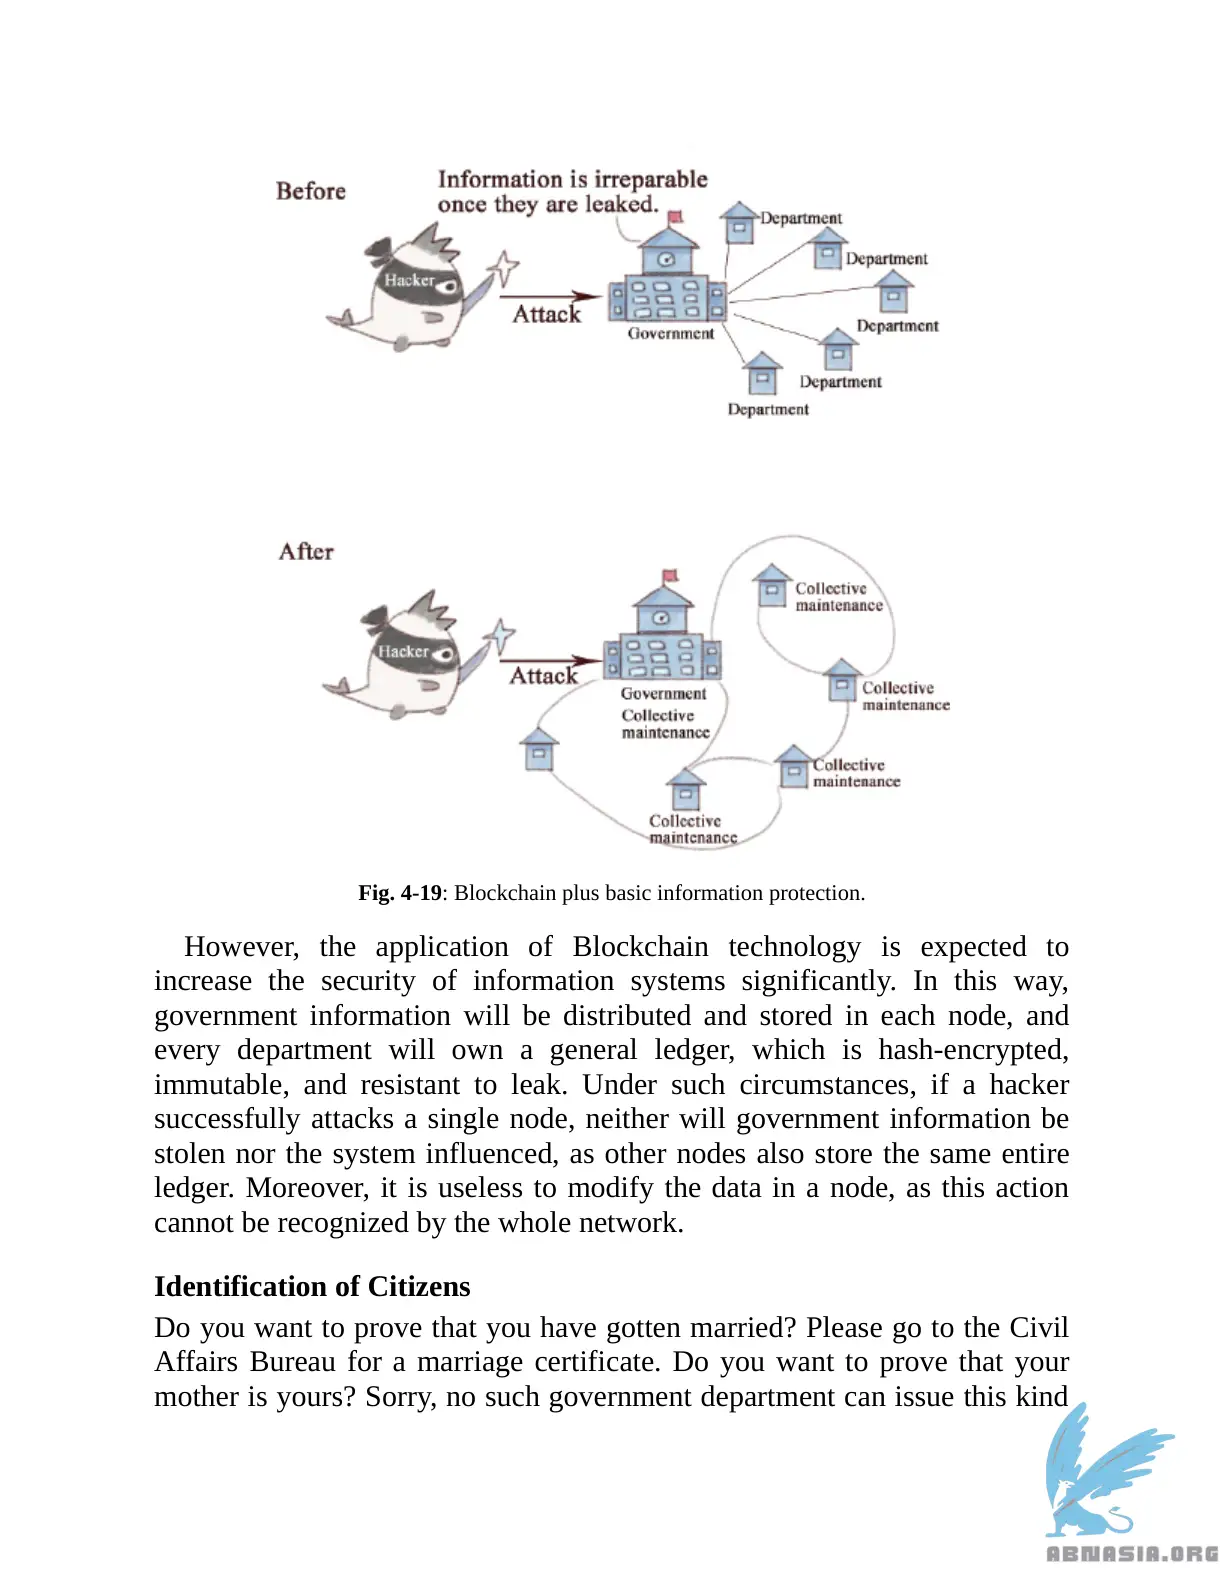 Before
Information is irreparable
once they are leaked.
Hacker
Attack
Government
Department
Department
Department
Department
Department
After
Hacker
Attack
Government
Collective
maintenance
Collective
maintenance
Collective
maintenance
Collective
maintenance
Collective
maintenance
Fig. 4-19: Blockchain plus basic information protection.
However, the application of Blockchain technology is expected to
increase the security of information systems significantly. In this way,
government information will be distributed and stored in each node, and
every department will own a general ledger, which is hash-encrypted,
immutable, and resistant to leak. Under such circumstances, if a hacker
successfully attacks a single node, neither will government information be
stolen nor the system influenced, as other nodes also store the same entire
ledger. Moreover, it is useless to modify the data in a node, as this action
cannot be recognized by the whole network.
Identification of Citizens
Do you want to prove that you have gotten married? Please go to the Civil
Affairs Bureau for a marriage certificate. Do you want to prove that your
mother is yours? Sorry, no such government department can issue this kind
ABNASIA.ORG